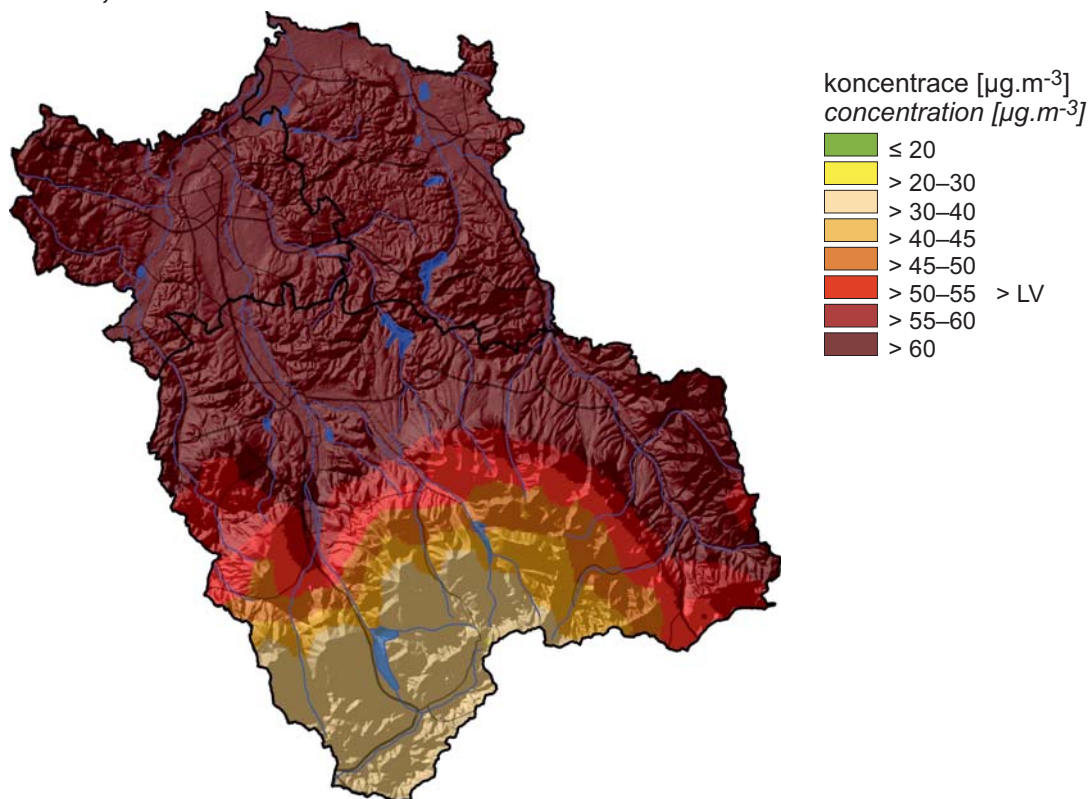 koncentrace [µg.m-3]
concentration [µg.m-3]
≤ 20
> 20–30
> 30–40
> 40–45
> 45–50
> 50–55 > LV
> 55–60
> 60